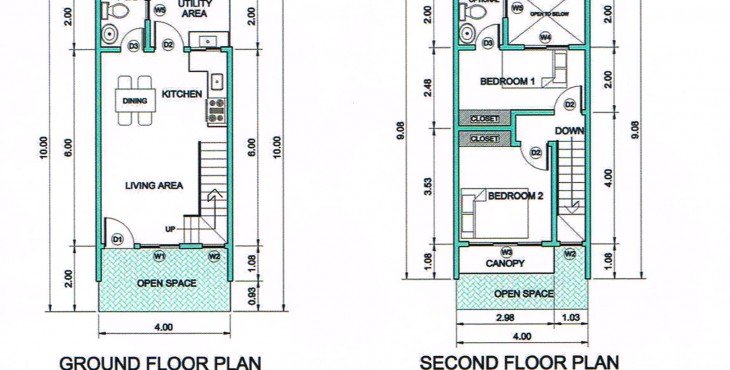 UTILITY
AREA
W5
D3
D2
KITCHEN
DINING
LIVING AREA
UP
D1
W1
W2
OPEN SPACE
2.00
6.00
10.00
2.00
2.00
6.00
10.00
1.08
0.93
4.00
GROUND FLOOR PLAN
OPTIONAL
W5
OPEN TO BELOW
W4
D3
BEDROOM 1
D2
CLOSET
CLOSET
DOWN
D2
BEDROOM 2
W3
W2
CANOPY
OPEN SPACE
2.00
2.48
9.08
3.53
1.08
2.00
2.00
9.08
4.00
1.08
2.98
1.03
4.00
SECOND FLOOR PLAN